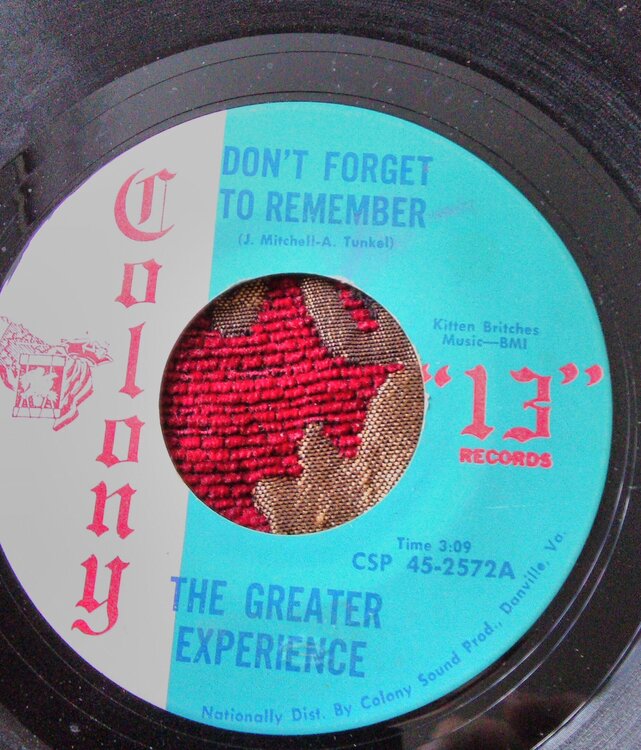 Colony
DON'T FORGET
TO REMEMBER
(J. Mitchell-A. Tunkel)
Kitten Britches
Music—BMI
"13"
RECORDS
Time 3:09
CSP 45-2572A
THE GREATER
EXPERIENCE
Nationally Dist. By Colony Sound Prod., Danville, Va.